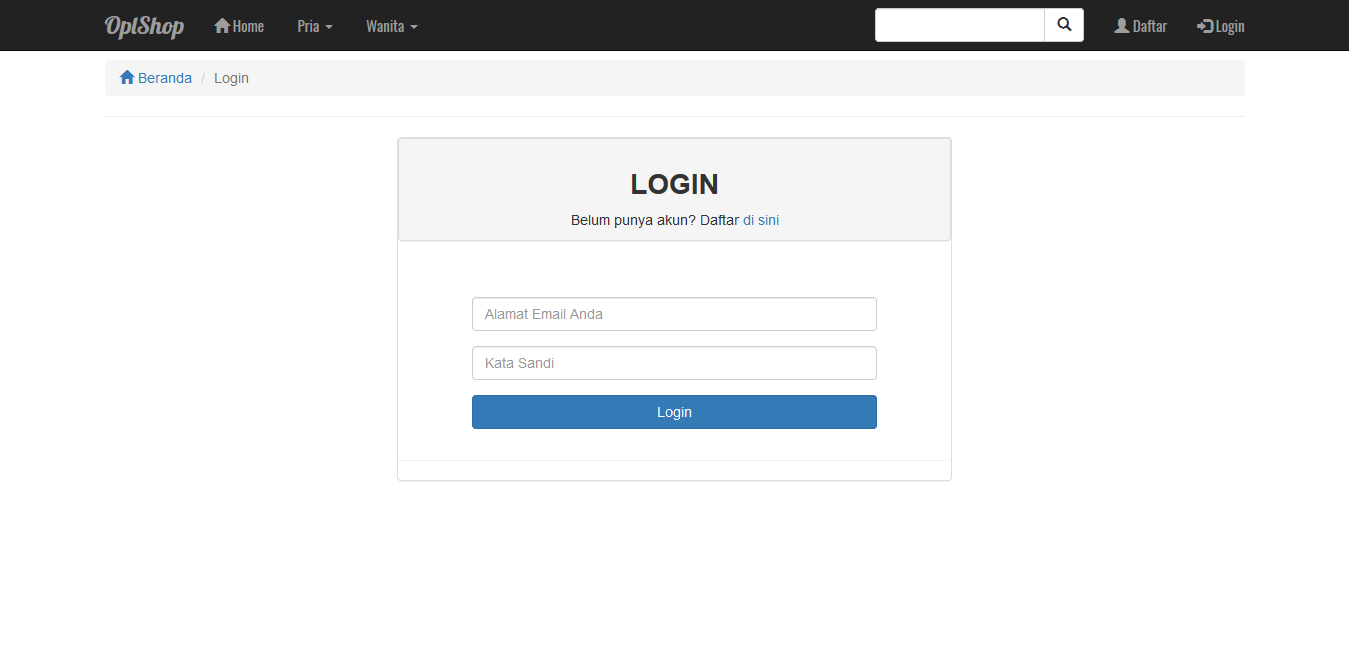 OplShop Home Pria Wanita Daftar Login
Beranda / Login
LOGIN
Belum punya akun? Daftar di sini
Alamat Email Anda
Kata Sandi
Login